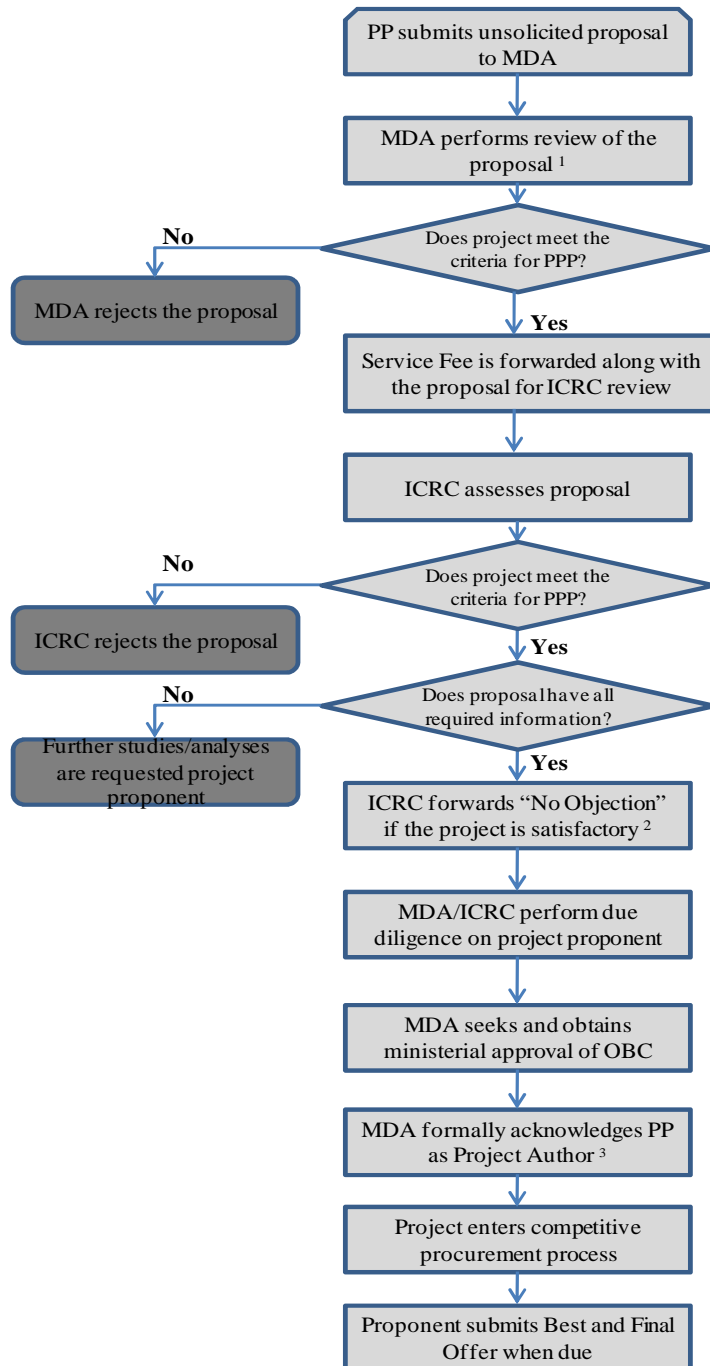 PP submits unsolicited proposal
to MDA
MDA performs review of the
proposal ¹
Does project meet the
criteria for PPP?
No
MDA rejects the proposal
Yes
Service Fee is forwarded along with
the proposal for ICRC review
ICRC assesses proposal
Does project meet the
criteria for PPP?
No
ICRC rejects the proposal
Yes
Does proposal have all
required information?
No
Further studies/analyses
are requested project
proponent
Yes
ICRC forwards “No Objection”
if the project is satisfactory ²
MDA/ICRC perform due
diligence on project proponent
MDA seeks and obtains
ministerial approval of OBC
MDA formally acknowledges PP
as Project Author ³
Project enters competitive
procurement process
Proponent submits Best and Final
Offer when due